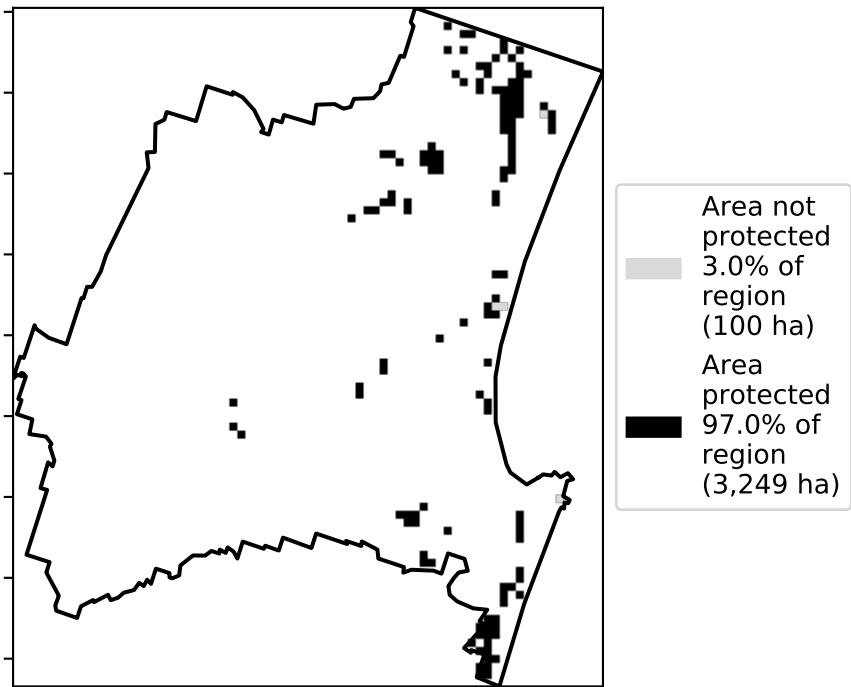 Area not
protected
3.0% of
region
(100 ha)
Area
protected
97.0% of
region
(3,249 ha)